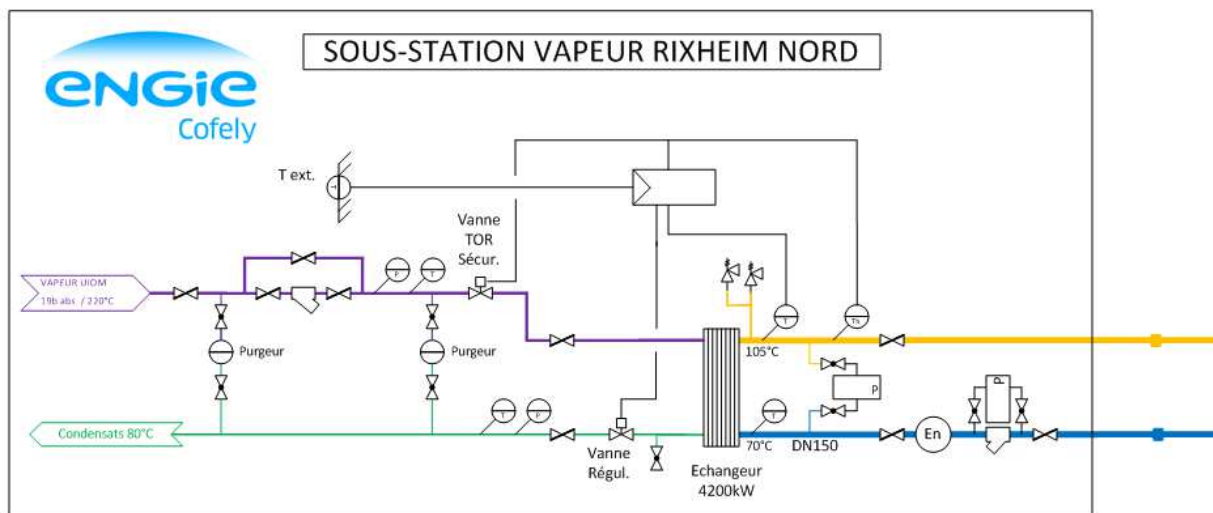 SOUS-STATION VAPEUR RIXHEIM NORD
ENGiE
Cofely
T ext.
Vanne
TOR
Sécur.
VAPEUR UIOM
19b abs / 220°C
P
T
Purgeur
Purgeur
T
Th
105°C
P
P
Condensats 80°C
T
P
Vanne
Régul.
T
70°C
DN150
En
Echangeur
4200kW